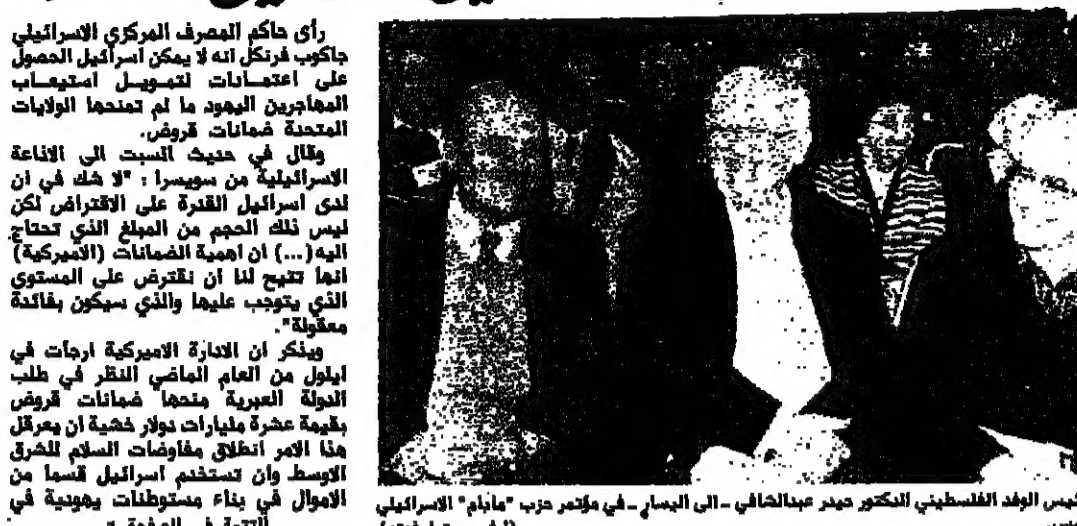 رأى حاكم المصرف المركزي الاسرائيلي
جاكوب فرنكل انه لا يمكن اسرائيل الحصول
على اعتمــادات لتمويــل استيعــاب
المهاجرين اليهود ما لم تمنحها الولايات
المتحدة ضمانات قروض.
وقال في حديث السبت الى الاذاعة
الاسرائيلية من سويسرا : "لا شك في ان
لدى اسرائيل القدرة على الاقتراض لكن
ليس ذلك الحجم من المبلغ الذي تحتاج
اليه (...) ان اهمية الضمانات (الاميركية)
انها تتيح لنا ان نقترض على المستوى
الذي يتوجب علينا والذي سيكون بفائدة
معقولة".
ويذكر ان الادارة الاميركية ارجأت في
ايلول من العام الماضي النظر في طلب
الدولة العبرية منحها ضمانات قروض
بقيمة عشرة مليارات دولار خشية ان يعرقل
هذا الامر انطلاق مفاوضات السلام للشرق
الاوسط وان تستخدم اسرائيل قسما من
الاموال في بناء مستوطنات يهودية في
ئيس الوفد الفلسطيني الدكتور حيدر عبدالشافي ـ الى اليسار ـ في مؤتمر حزب "مابام" الاسرائيلي